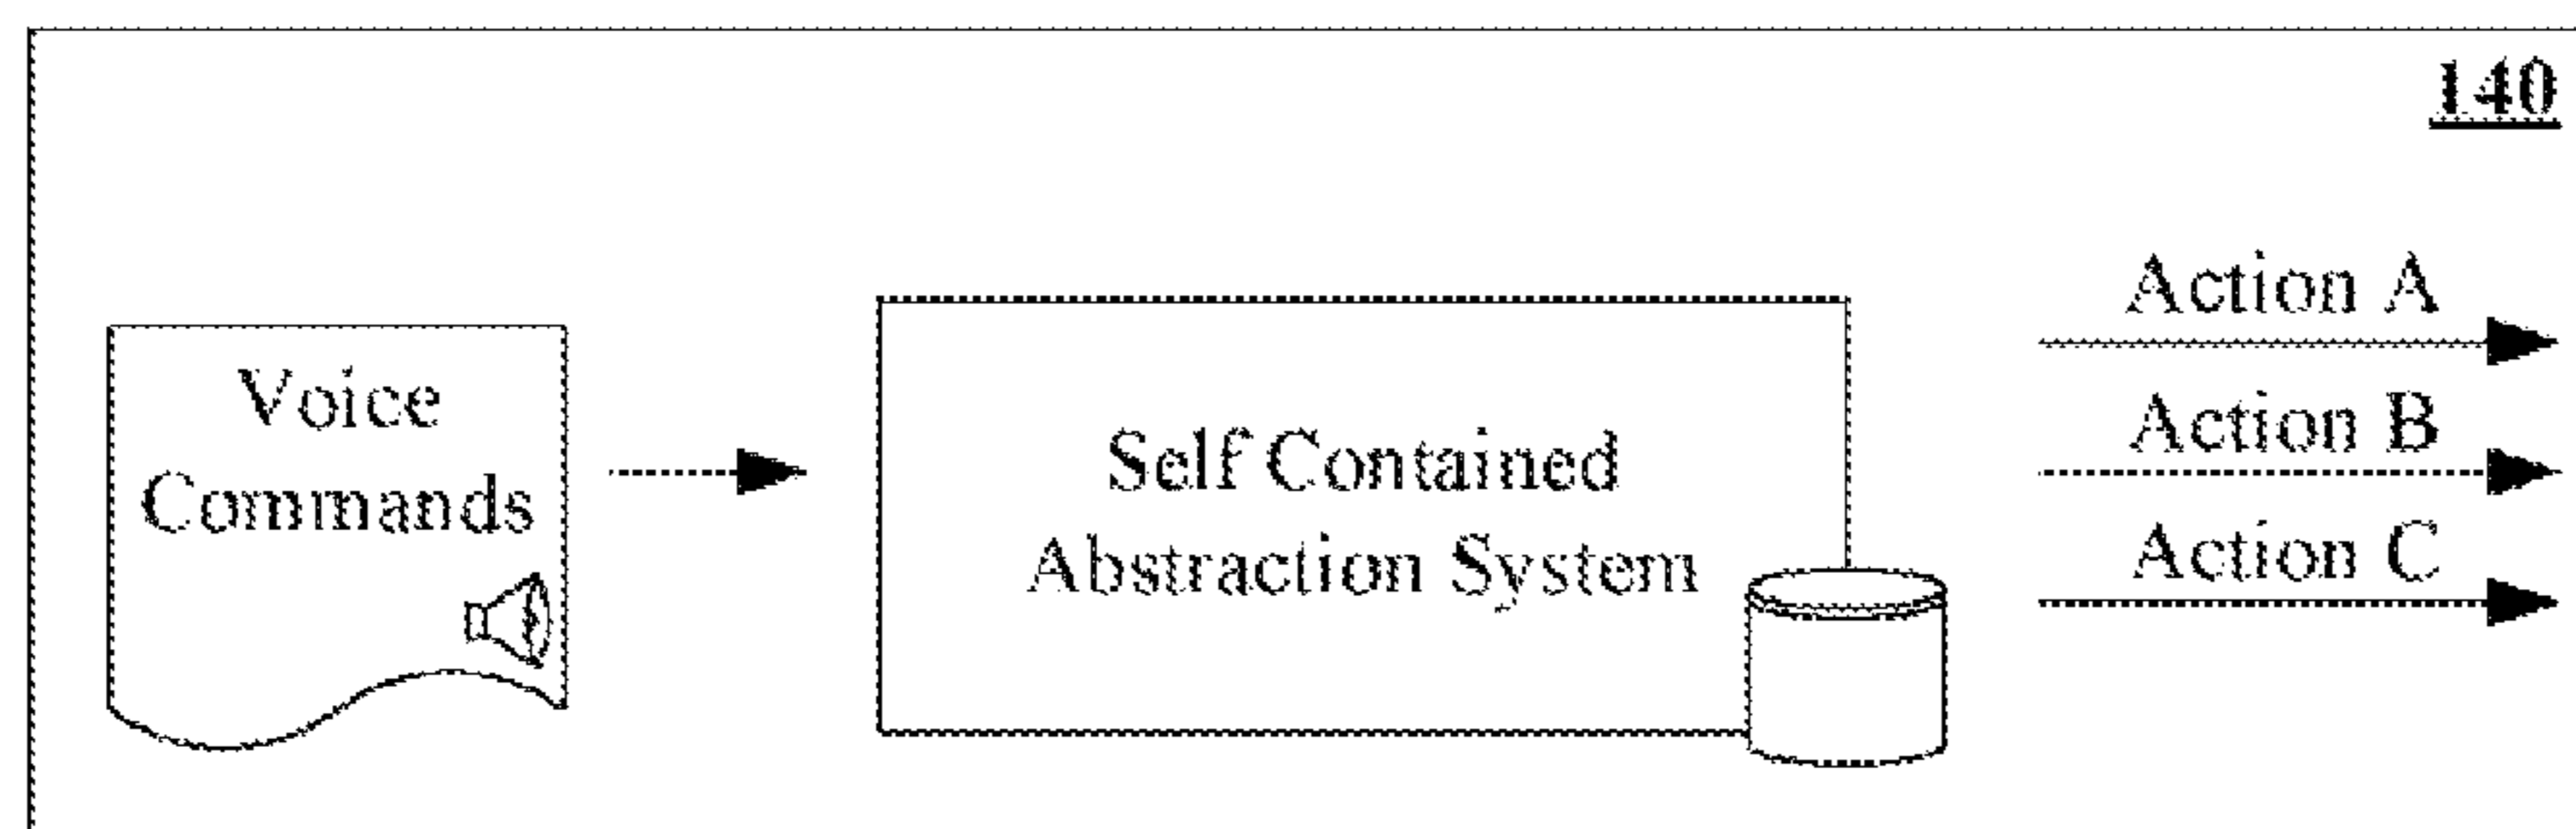 140
Voice
Commands
Self Contained
Abstraction System
Action A
Action B
Action C